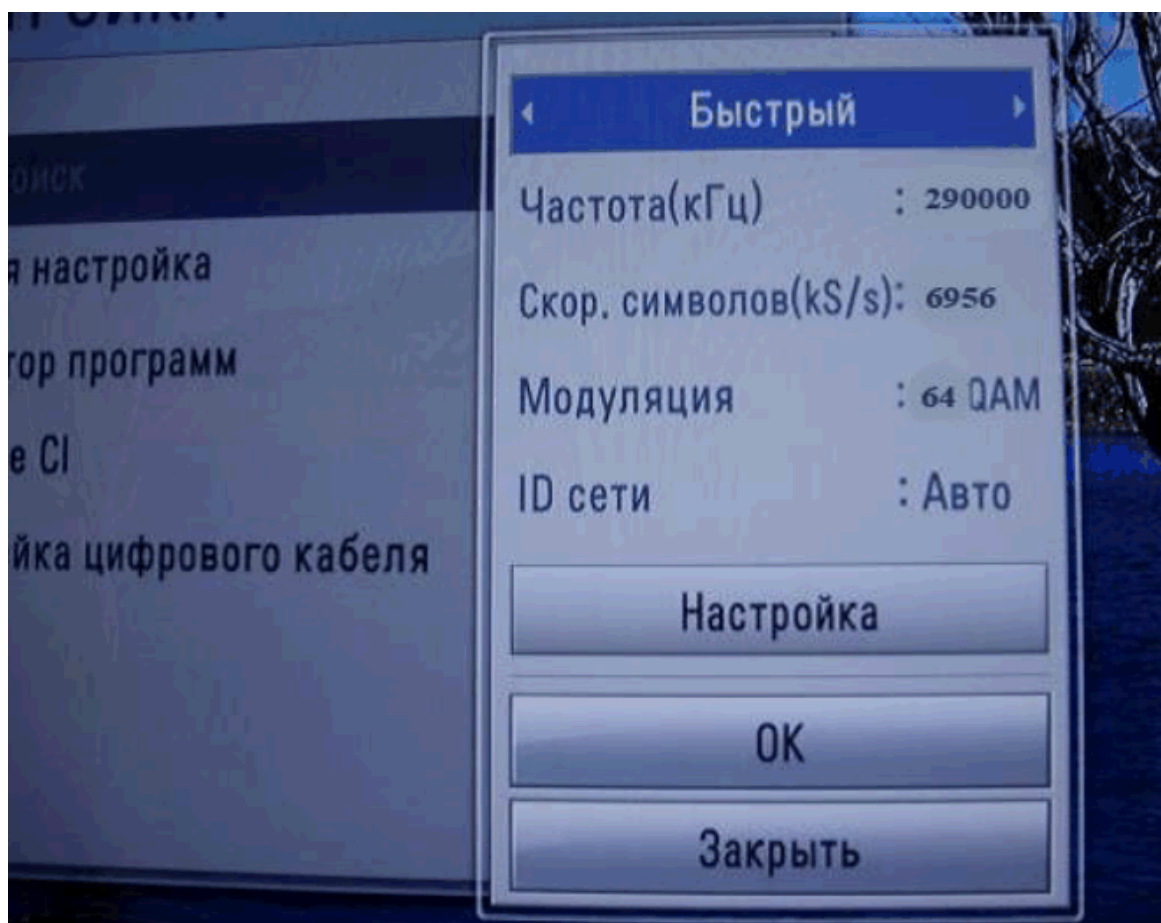 Быстрый
Частота(кГц) : 290000
Скор. символов(kS/s): 6956
Модуляция : 64 QAM
ID сети : Авто
Настройка
ОК
Закрыть
ОИСК
я настройка
тор программ
е CI
йка цифрового кабеля